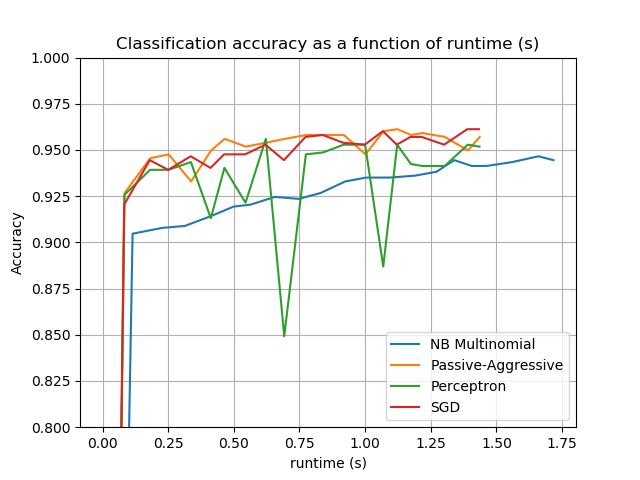 Classification accuracy as a function of runtime (s)
1.000
0.975
0.950
0.925
0.900
0.875
0.850
0.825
0.800
Accuracy
0.00 0.25 0.50 0.75 1.00 1.25 1.50 1.75
runtime (s)
NB Multinomial
Passive-Aggressive
Perceptron
SGD